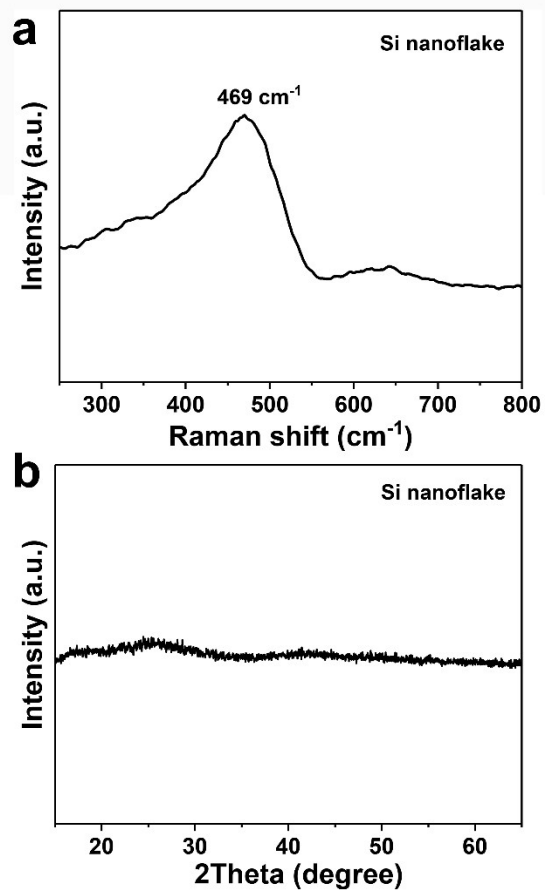 a
Si nanoflake
469 cm⁻¹
Intensity (a.u.)
300 400 500 600 700 800
Raman shift (cm⁻¹)
b
Si nanoflake
Intensity (a.u.)
20 30 40 50 60
2Theta (degree)